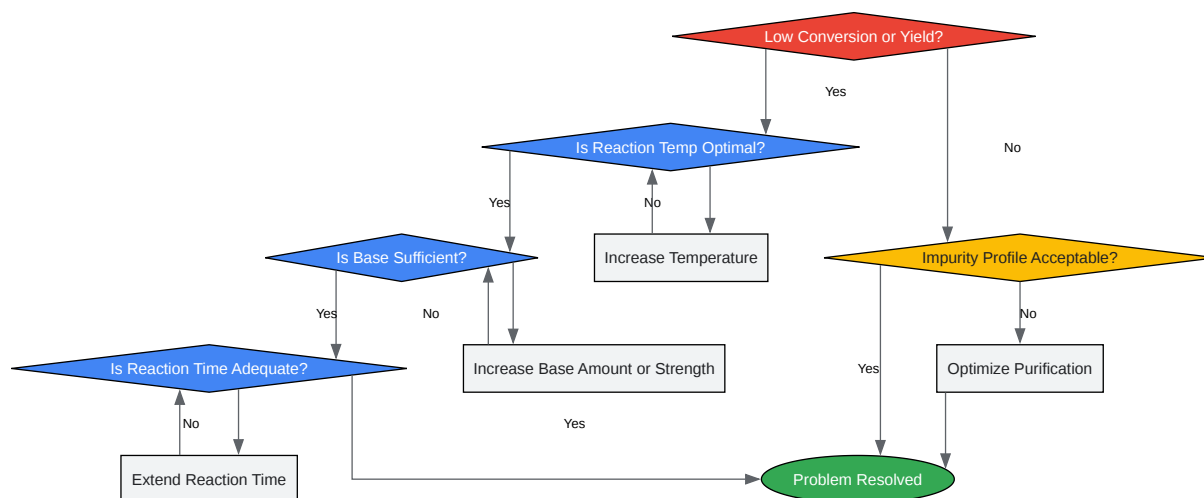 Low Conversion or Yield?
Yes
Is Reaction Temp Optimal?
No
Yes
No
Is Base Sufficient?
Increase Temperature
Impurity Profile Acceptable?
Yes
No
No
Is Reaction Time Adequate?
Increase Base Amount or Strength
Yes
Optimize Purification
No
Yes
Extend Reaction Time
Problem Resolved